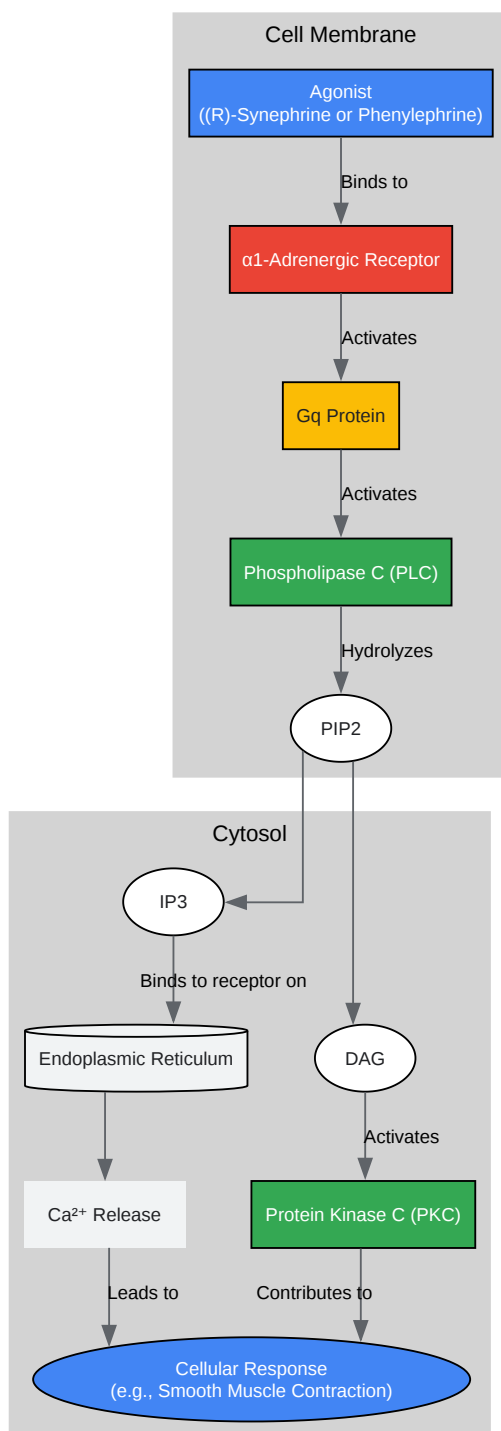 Cell Membrane
Agonist
((R)-Synephrine or Phenylephrine)
Binds to
α1-Adrenergic Receptor
Activates
Gq Protein
Activates
Phospholipase C (PLC)
Hydrolyzes
PIP2
Cytosol
IP3
Binds to receptor on
Endoplasmic Reticulum
DAG
Activates
Ca²⁺ Release
Protein Kinase C (PKC)
Leads to
Contributes to
Cellular Response
(e.g., Smooth Muscle Contraction)